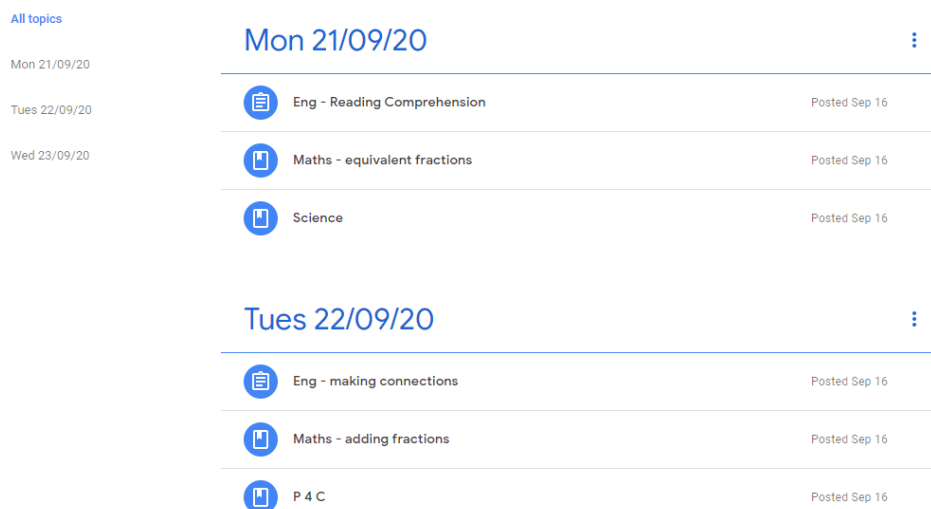 All topics
Mon 21/09/20
Tues 22/09/20
Wed 23/09/20
Mon 21/09/20
Eng - Reading Comprehension Posted Sep 16
Maths - equivalent fractions Posted Sep 16
Science Posted Sep 16
Tues 22/09/20
Eng - making connections Posted Sep 16
Maths - adding fractions Posted Sep 16
P 4 C Posted Sep 16